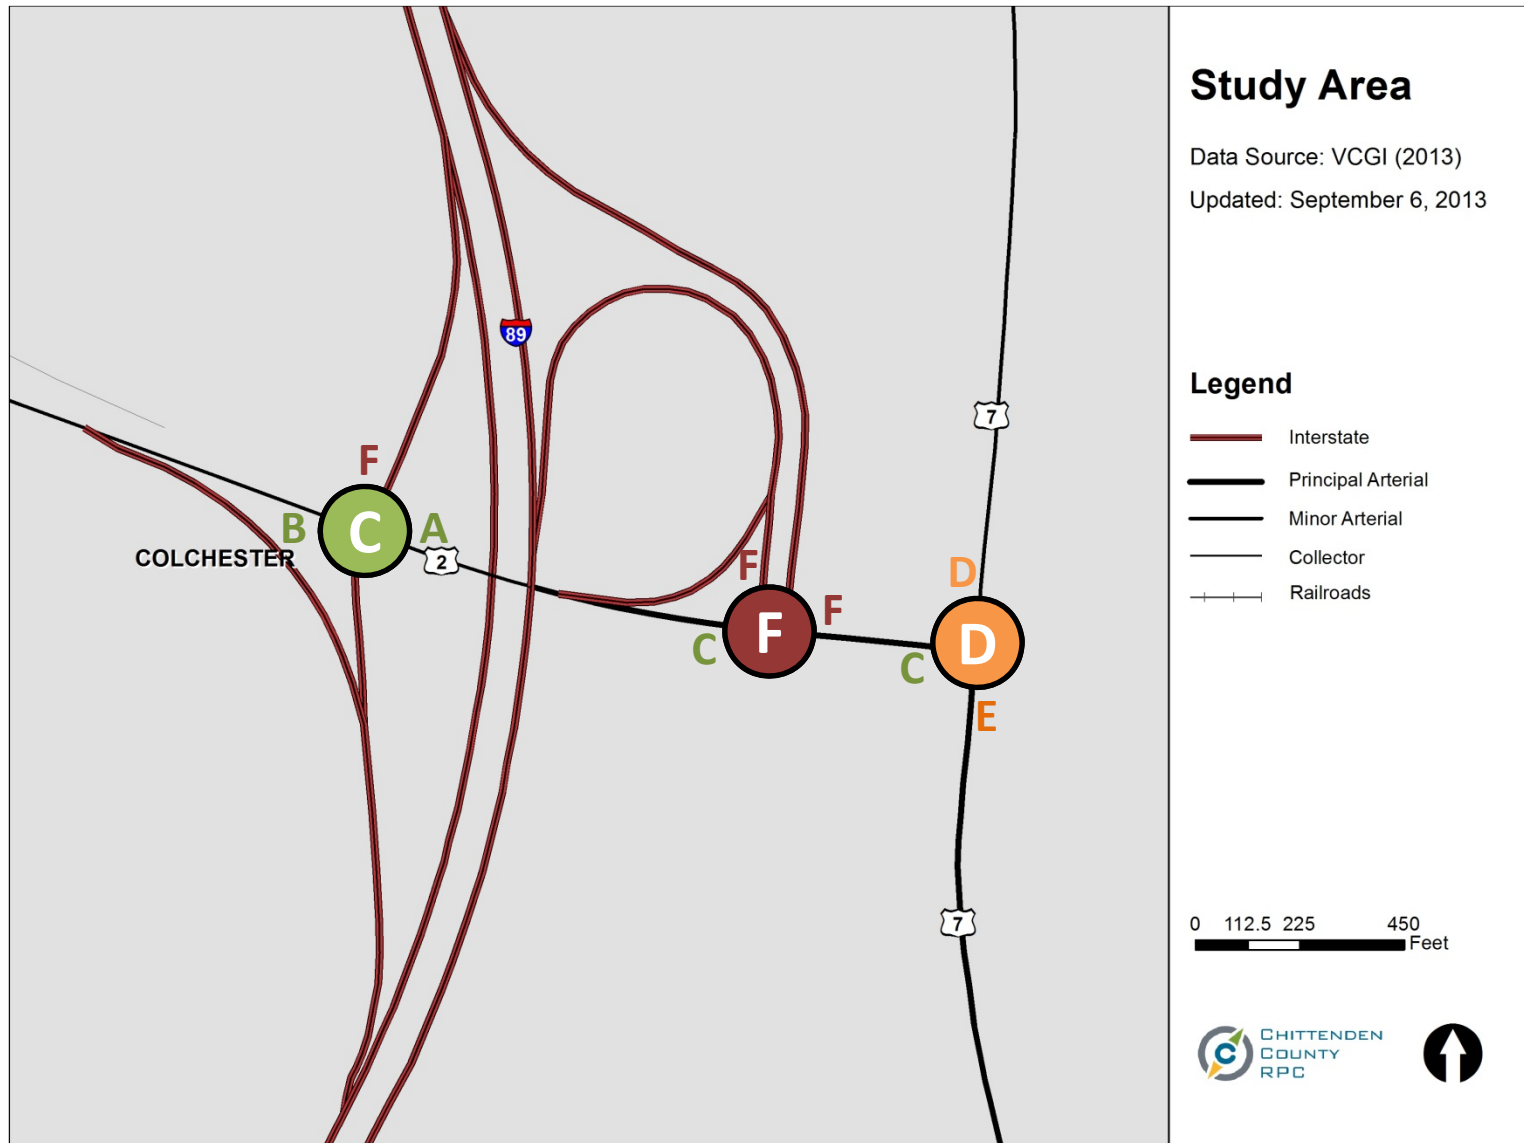 Study Area
Data Source: VCGI (2013)
Updated: September 6, 2013
89
7
Legend
Interstate
F
Principal Arterial
Minor Arterial
B
C
A
COLCHESTER
2
Collector
F
D
Railroads
F
F
C
D
C
C
E
7
0 112.5 225 450
Feet
C
CHITTENDEN
COUNTY
RPC